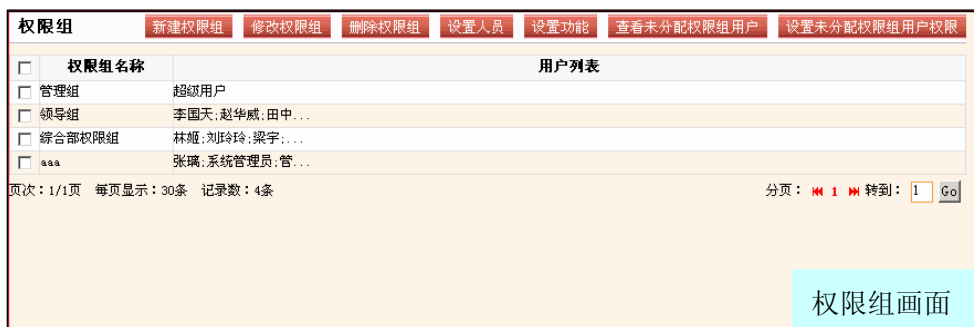 权限组 新建权限组 修改权限组 删除权限组 设置人员 设置功能 查看未分配权限组用户 设置未分配权限组用户权限
权限组名称 用户列表
管理组 超级用户
领导组 李国天;赵华威;田中...
综合部权限组 林姬;刘玲玲;梁宇;...
aaa 张璃;系统管理员;管...
页次：1/1页 每页显示：30条 记录数：4条 分页： 1 转到： 1 Go
权限组画面